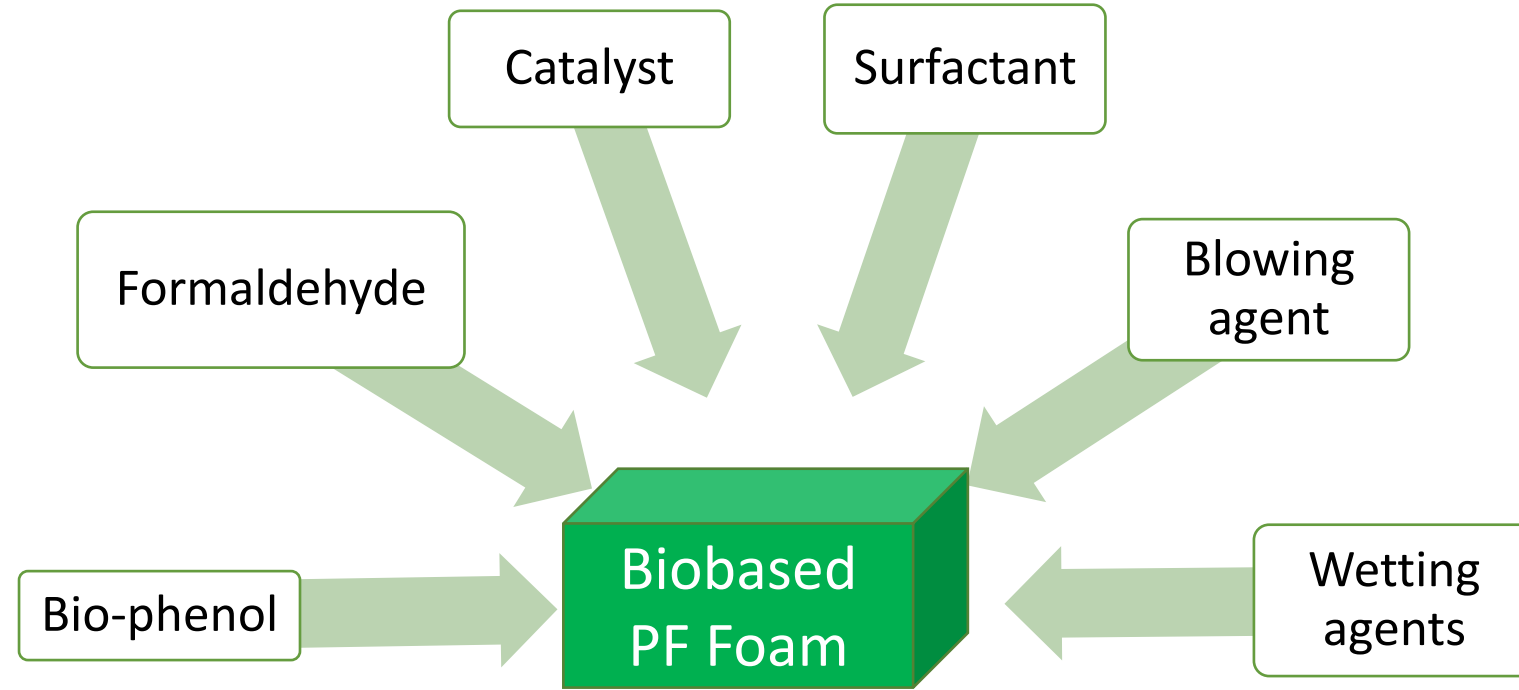 Catalyst
Surfactant
Formaldehyde
Blowing
agent
Bio-phenol
Biobased
PF Foam
Wetting
agents